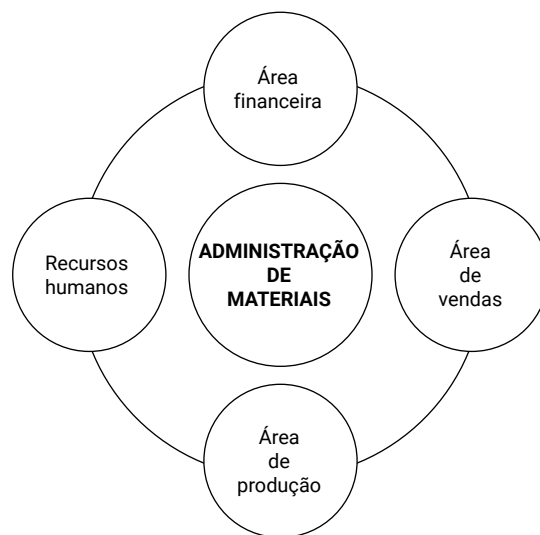 Área
financeira
Recursos
humanos
ADMINISTRAÇÃO
DE
MATERIAIS
Área
de
vendas
Área
de
produção